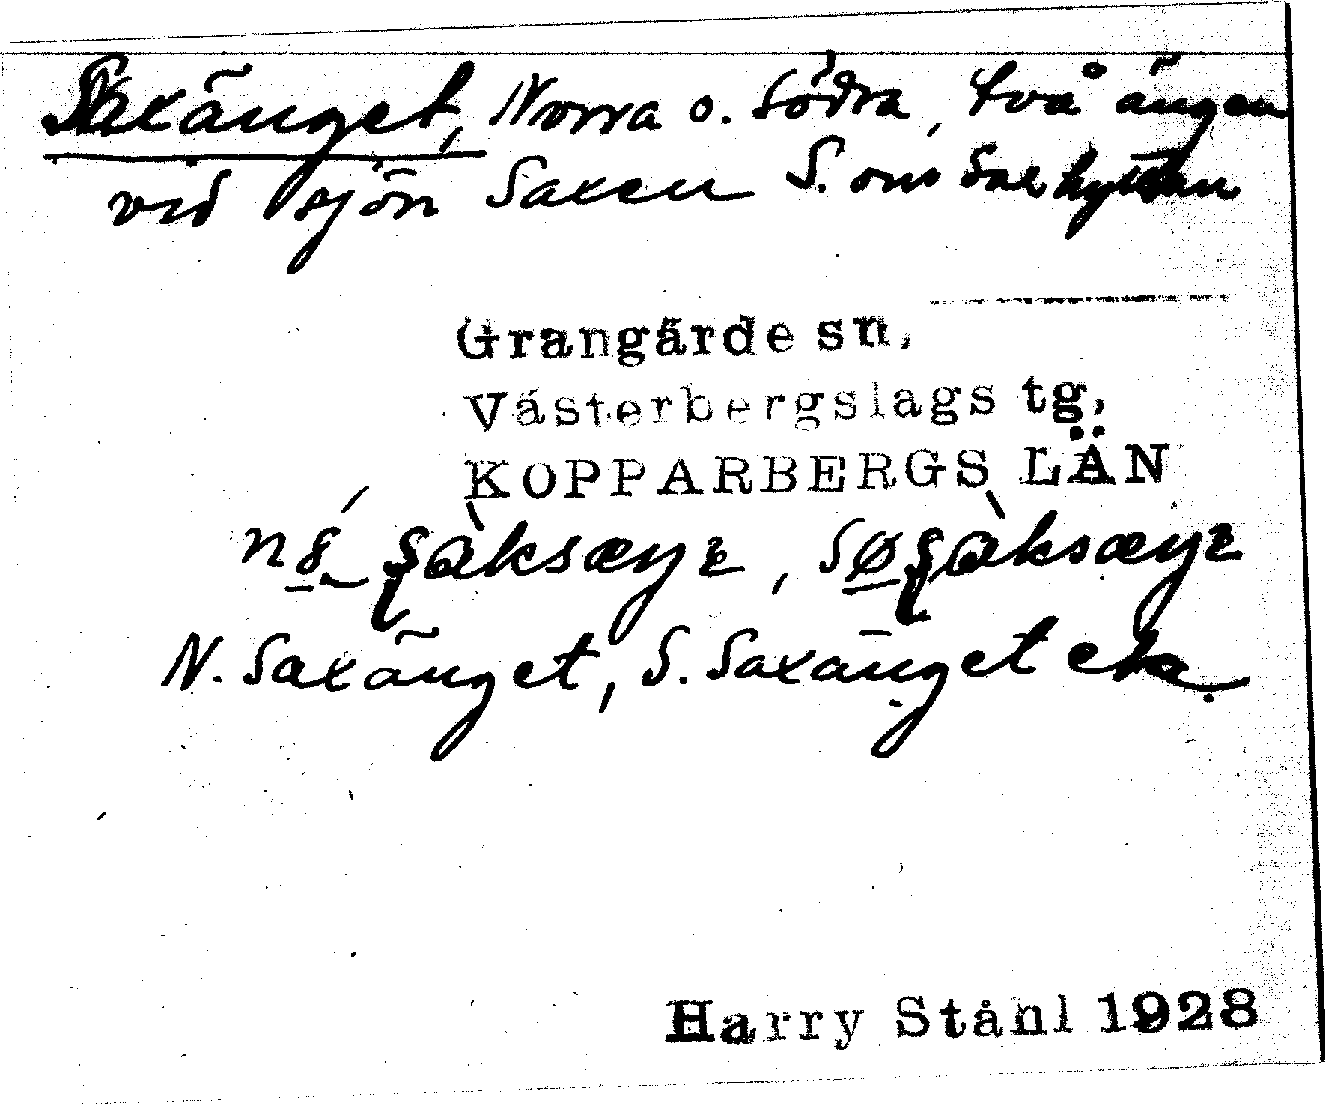 Saxänget, Norra o. Södra, två ängen
vid sjön Saxen S. om Saxhyttan
Grangärde sn,
Västerbergslags tg,
KOPPARBERGS LÄN
N. Saxänget, S. Saxänget eka
Harry Ståhl 1928